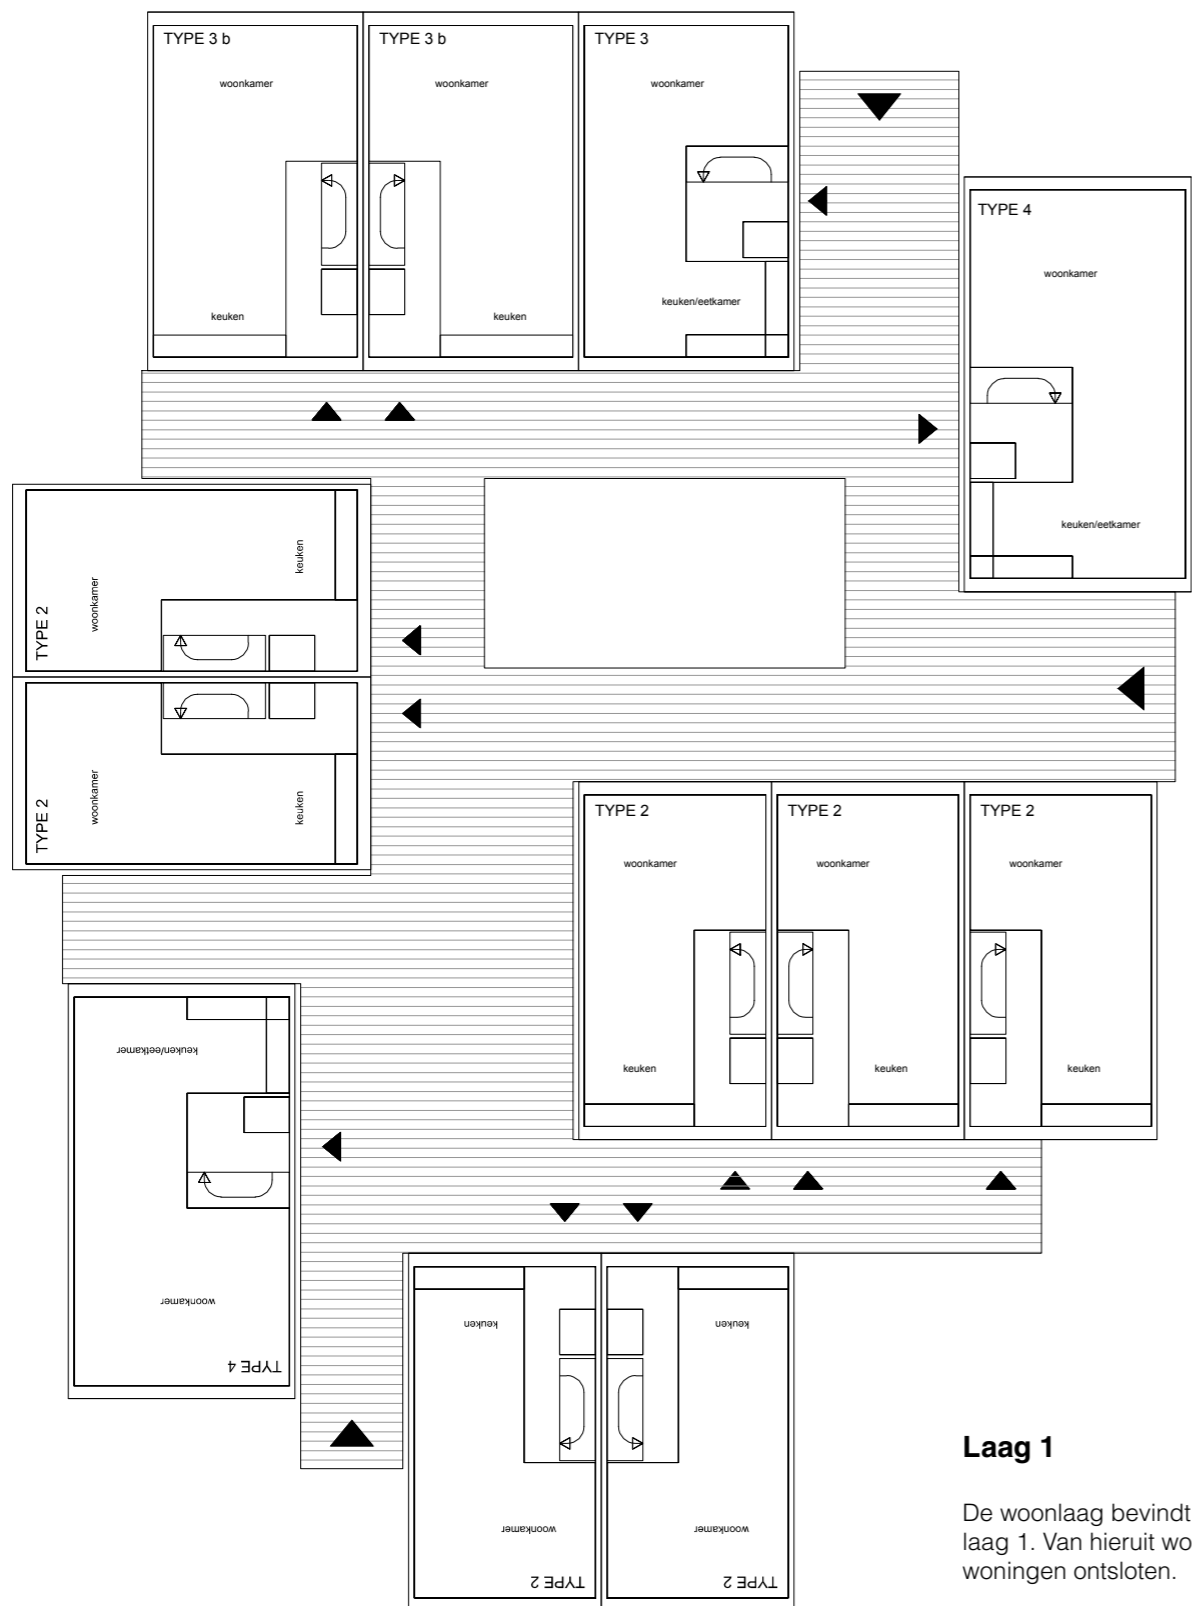 TYPE 3 b
woonkamer
keuken
TYPE 3 b
woonkamer
keuken
TYPE 3
woonkamer
keuken/eetkamer
TYPE 4
woonkamer
keuken/eetkamer
TYPE 2
woonkamer
keuken
TYPE 2
woonkamer
keuken
TYPE 2
woonkamer
keuken
TYPE 2
woonkamer
keuken
TYPE 2
woonkamer
keuken
keuken/eetkamer
woonkamer
TYPE 4
keuken
woonkamer
TYPE 2
keuken
woonkamer
TYPE 2
Laag 1
De woonlaag bevindt
laag 1. Van hieruit wo
woningen ontsloten.